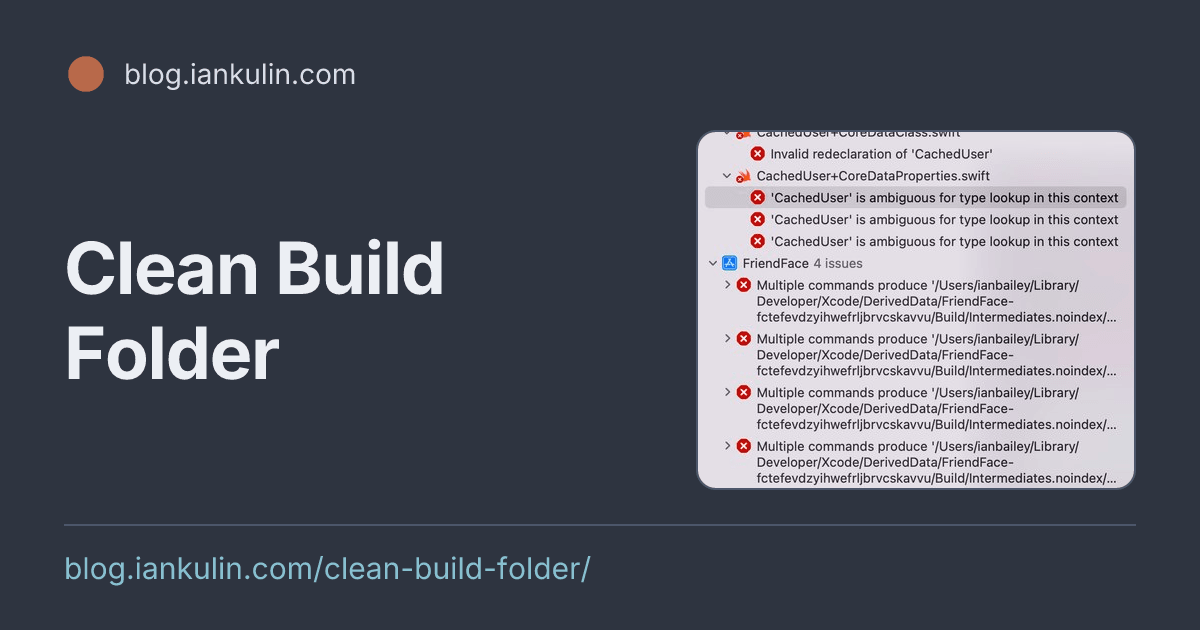 blog.iankulin.com
Clean Build
Folder
CachedUser+CoreDataClass.swift
Invalid redeclaration of 'CachedUser'
CachedUser+CoreDataProperties.swift
'CachedUser' is ambiguous for type lookup in this context
'CachedUser' is ambiguous for type lookup in this context
'CachedUser' is ambiguous for type lookup in this context
FriendFace 4 issues
Multiple commands produce '/Users/ianbailey/Library/
Developer/Xcode/DerivedData/FriendFace-
fctefevdzyihwefrljbrvcskavvu/Build/Intermediates.noindex/...
Multiple commands produce '/Users/ianbailey/Library/
Developer/Xcode/DerivedData/FriendFace-
fctefevdzyihwefrljbrvcskavvu/Build/Intermediates.noindex/...
Multiple commands produce '/Users/ianbailey/Library/
Developer/Xcode/DerivedData/FriendFace-
fctefevdzyihwefrljbrvcskavvu/Build/Intermediates.noindex/...
Multiple commands produce '/Users/ianbailey/Library/
Developer/Xcode/DerivedData/FriendFace-
fctefevdzyihwefrljbrvcskavvu/Build/Intermediates.noindex/...
blog.iankulin.com/clean-build-folder/